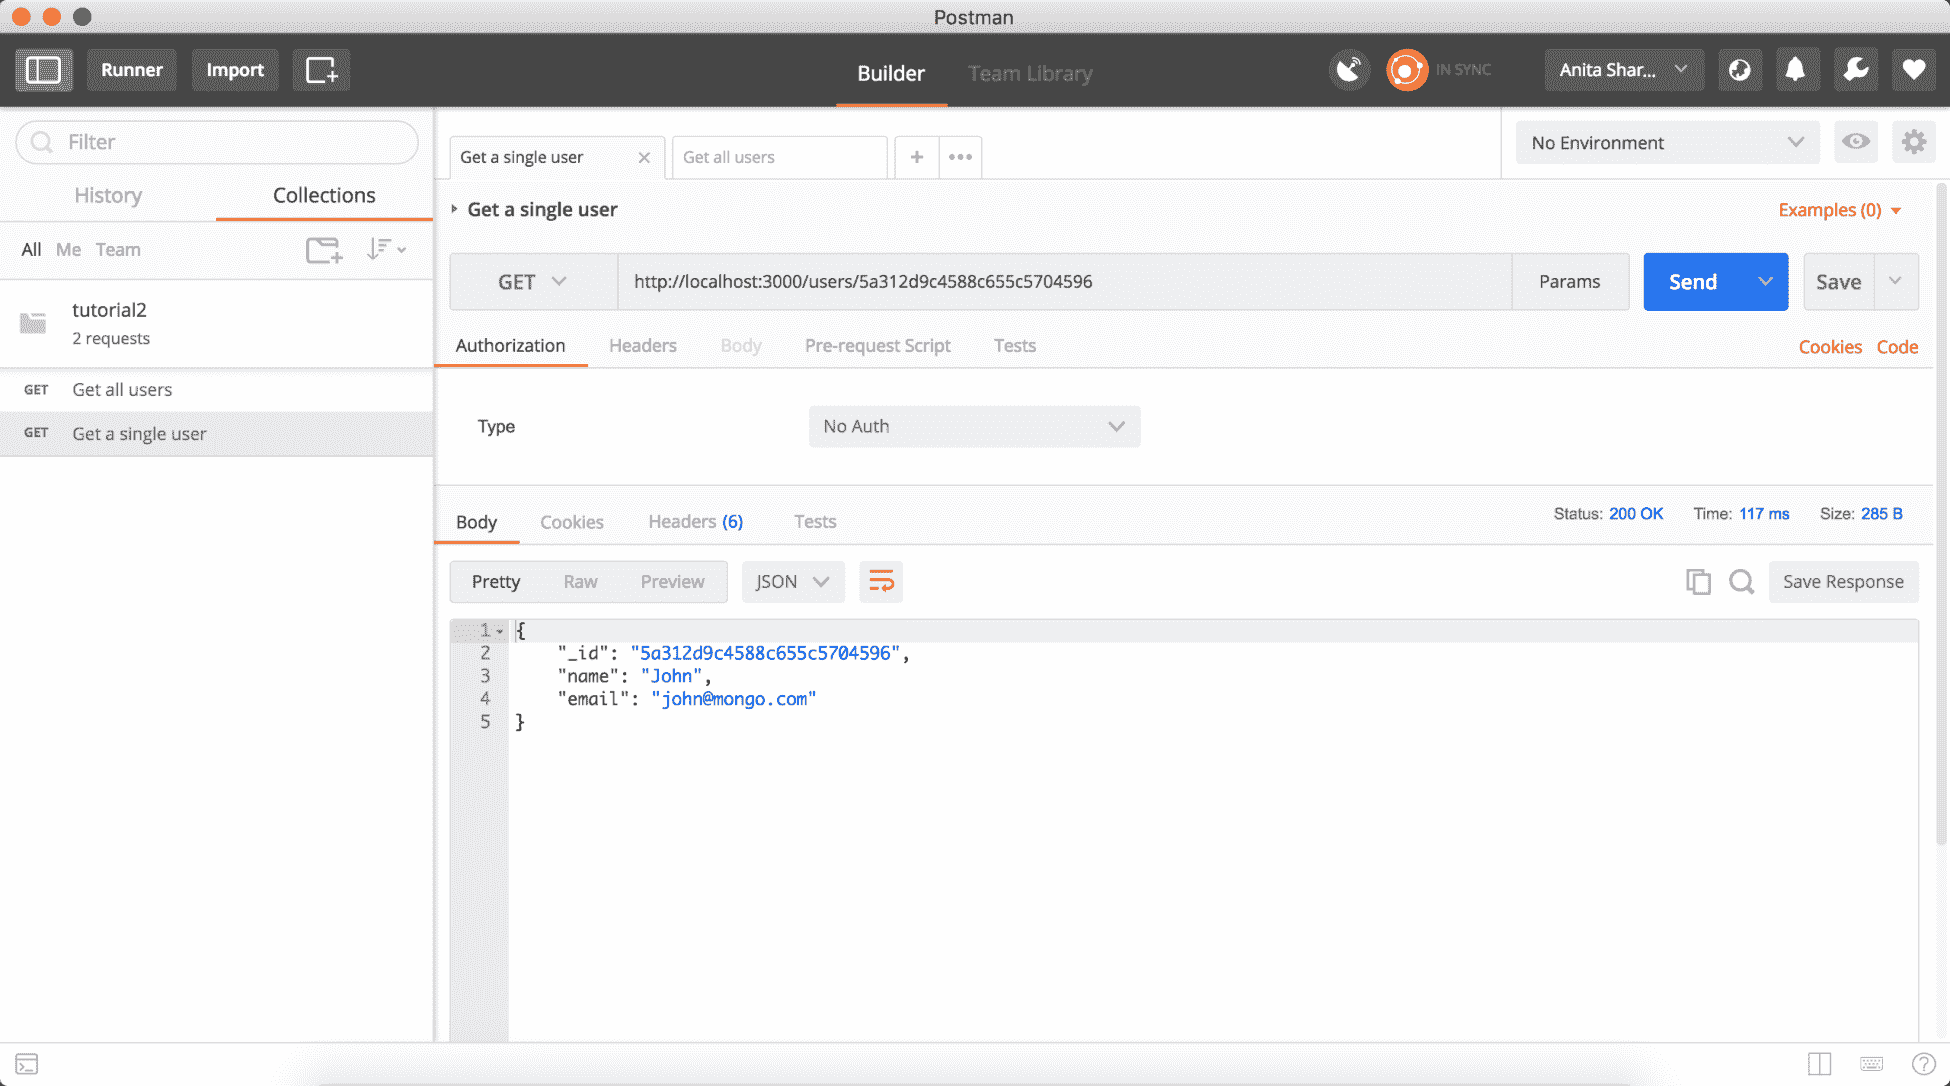 Postman
Runner
Import
Builder
Team Library
IN SYNC
Anita Shar...
Filter
History
Collections
All Me Team
tutorial2
2 requests
GET Get all users
GET Get a single user
Get a single user
Get all users
No Environment
Get a single user
Examples (0)
GET
http://localhost:3000/users/5a312d9c4588c655c5704596
Params
Send
Save
Authorization
Headers
Body
Pre-request Script
Tests
Cookies
Code
Type
No Auth
Body
Cookies
Headers (6)
Tests
Status: 200 OK
Time: 117 ms
Size: 285 B
Pretty
Raw
Preview
JSON
Save Response
1 {
2 "_id": "5a312d9c4588c655c5704596",
3 "name": "John",
4 "email": "john@mongo.com"
5 }